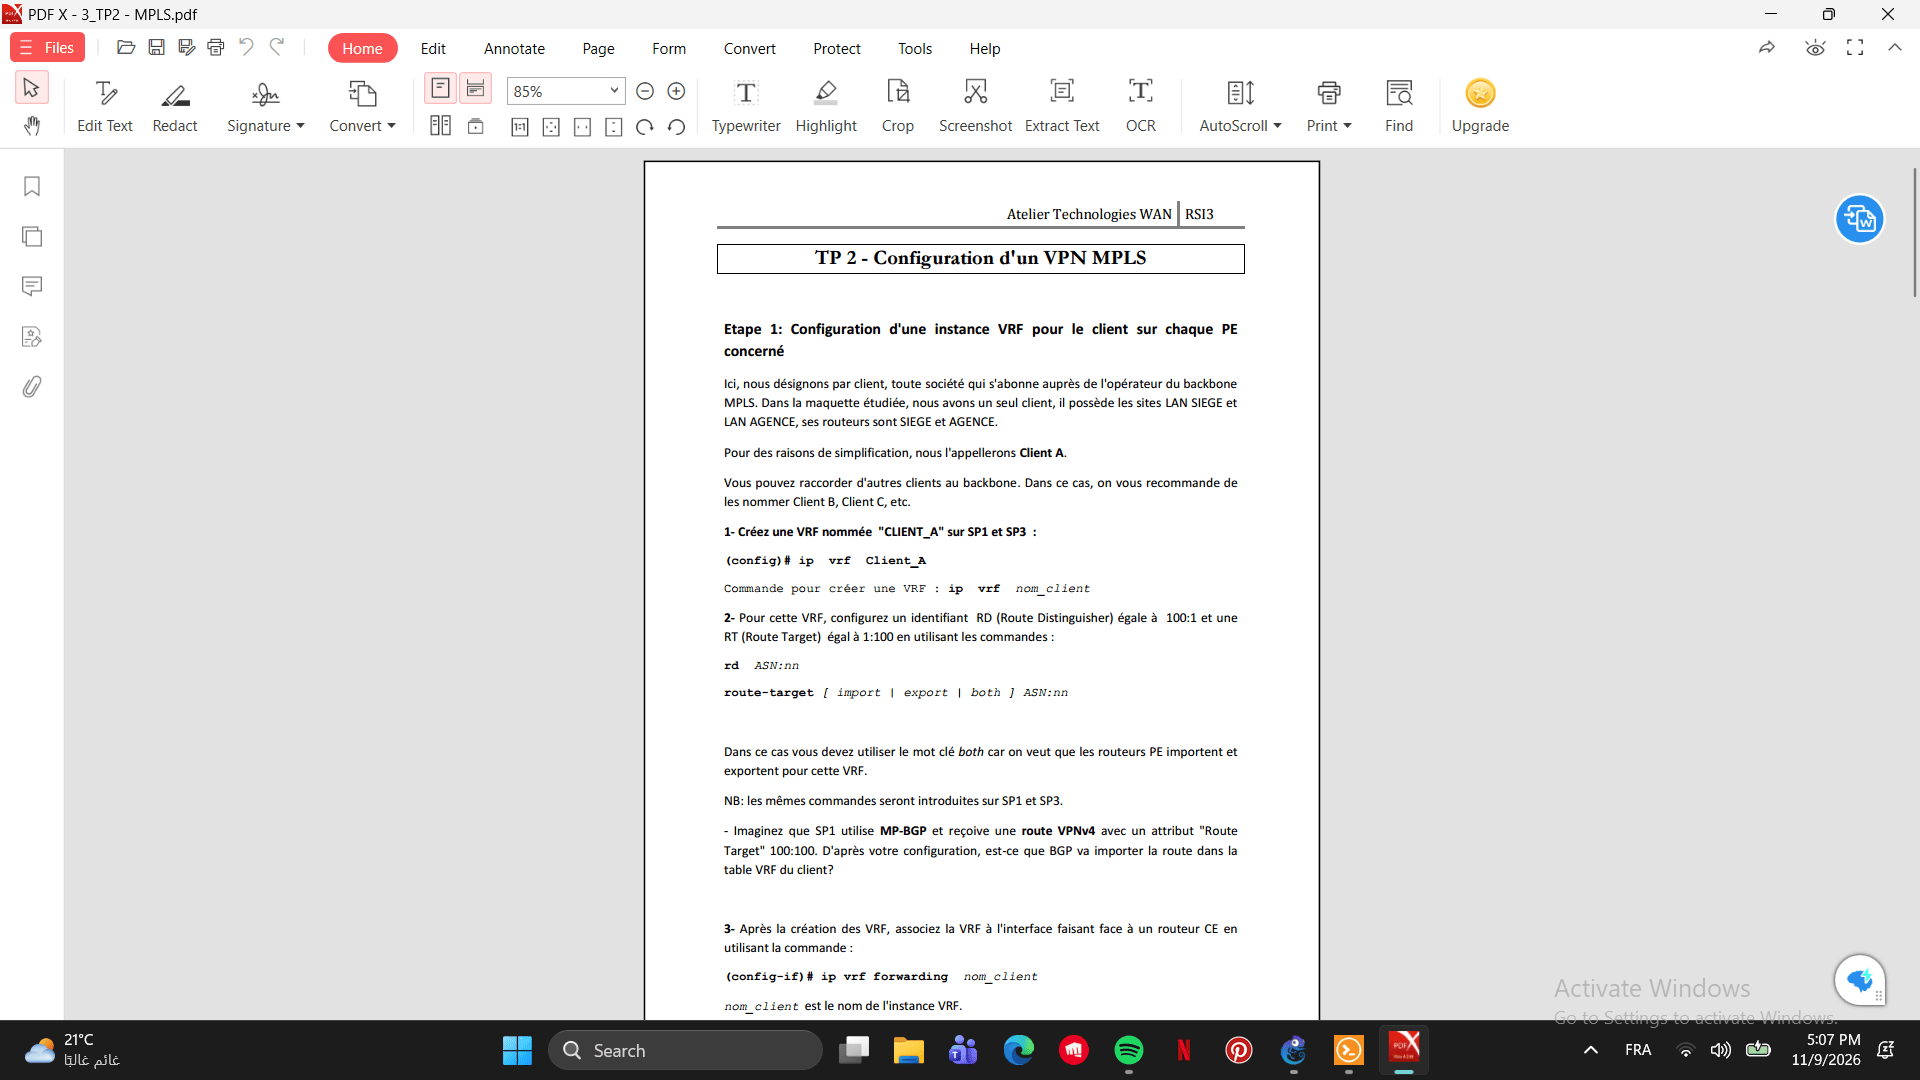 PDF X - 3_TP2 - MPLS.pdf
Files
Home
Edit
Annotate
Page
Form
Convert
Protect
Tools
Help
85%
Edit Text
Redact
Signature
Convert
Typewriter
Highlight
Crop
Screenshot
Extract Text
OCR
AutoScroll
Print
Find
Upgrade
Atelier Technologies WAN RSI3
TP 2 - Configuration d'un VPN MPLS
Etape 1: Configuration d'une instance VRF pour le client sur chaque PE
concerné
Ici, nous désignons par client, toute société qui s'abonne auprès de l'opérateur du backbone
MPLS. Dans la maquette étudiée, nous avons un seul client, il possède les sites LAN SIEGE et
LAN AGENCE, ses routeurs sont SIEGE et AGENCE.
Pour des raisons de simplification, nous l'appellerons Client A.
Vous pouvez raccorder d'autres clients au backbone. Dans ce cas, on vous recommande de
les nommer Client B, Client C, etc.
1- Créez une VRF nommée "CLIENT_A" sur SP1 et SP3 :
(config)# ip vrf Client_A
Commande pour créer une VRF : ip vrf nom_client
2- Pour cette VRF, configurez un identifiant RD (Route Distinguisher) égale à 100:1 et une
RT (Route Target) égal à 1:100 en utilisant les commandes :
rd ASN:nn
route-target [ import | export | both ] ASN:nn
Dans ce cas vous devez utiliser le mot clé both car on veut que les routeurs PE importent et
exportent pour cette VRF.
NB: les mêmes commandes seront introduites sur SP1 et SP3.
- Imaginez que SP1 utilise MP-BGP et reçoive une route VPNv4 avec un attribut "Route
Target" 100:100. D'après votre configuration, est-ce que BGP va importer la route dans la
table VRF du client?
3- Après la création des VRF, associez la VRF à l'interface faisant face à un routeur CE en
utilisant la commande :
(config-if)# ip vrf forwarding nom_client
nom_client est le nom de l'instance VRF.
Activate Windows
Go to Settings to activate Windows.
21°C
غائم غالبًا
Search
FRA
5:07 PM
11/9/2026